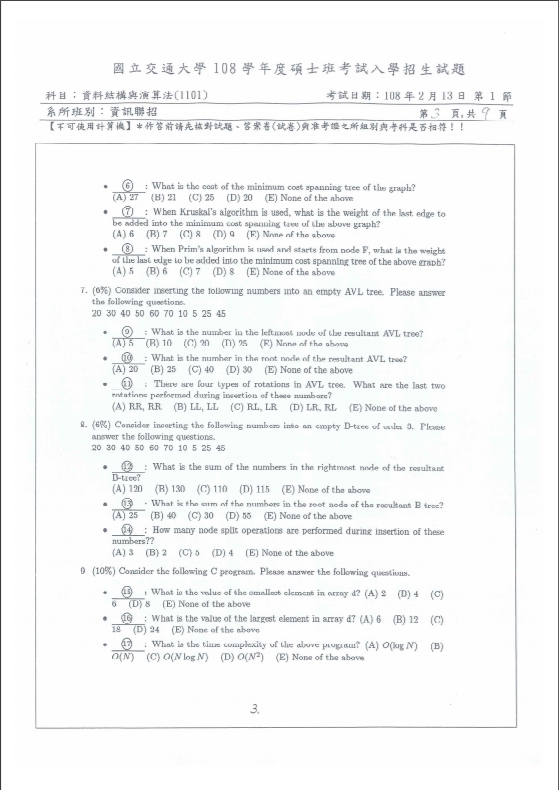 國立交通大學 108 學年度碩士班考試入學招生試題
科目：資料結構與演算法(1101) 考試日期：108 年 2 月 13 日 第 1 節
系所班別：資訊聯招 第 3 頁,共 9 頁
【不可使用計算機】*作答前請先核對試題、答案卷(試卷)與准考證之所組別與考科是否相符！！
• ⑥ : What is the cost of the minimum cost spanning tree of the graph?
(A) 27 (B) 21 (C) 25 (D) 20 (E) None of the above
• ⑦ : When Kruskal's algorithm is used, what is the weight of the last edge to
be added into the minimum cost spanning tree of the above graph?
(A) 6 (B) 7 (C) 8 (D) 9 (E) None of the above
• ⑧ : When Prim's algorithm is used and starts from node F, what is the weight
of the last edge to be added into the minimum cost spanning tree of the above graph?
(A) 5 (B) 6 (C) 7 (D) 8 (E) None of the above
7. (6%) Consider inserting the following numbers into an empty AVL tree. Please answer
the following questions.
20 30 40 50 60 70 10 5 25 45
• ⑨ : What is the number in the leftmost node of the resultant AVL tree?
(A) 5 (B) 10 (C) 20 (D) 25 (E) None of the above
• ⑩ : What is the number in the root node of the resultant AVL tree?
(A) 20 (B) 25 (C) 40 (D) 30 (E) None of the above
• ⑪ : There are four types of rotations in AVL tree. What are the last two
rotations performed during insertion of these numbers?
(A) RR, RR (B) LL, LL (C) RL, LR (D) LR, RL (E) None of the above
8. (6%) Consider inserting the following numbers into an empty B-tree of order 3. Please
answer the following questions.
20 30 40 50 60 70 10 5 25 45
• ⑫ : What is the sum of the numbers in the rightmost node of the resultant
B-tree?
(A) 120 (B) 130 (C) 110 (D) 115 (E) None of the above
• ⑬ : What is the sum of the numbers in the root node of the resultant B tree?
(A) 25 (B) 40 (C) 30 (D) 55 (E) None of the above
• ⑭ : How many node split operations are performed during insertion of these
numbers??
(A) 3 (B) 2 (C) 5 (D) 4 (E) None of the above
9 (10%) Consider the following C program. Please answer the following questions.
• ⑮ : What is the value of the smallest element in array d? (A) 2 (B) 4 (C)
6 (D) 8 (E) None of the above
• ⑯ : What is the value of the largest element in array d? (A) 6 (B) 12 (C)
18 (D) 24 (E) None of the above
• ⑰ : What is the time complexity of the above program? (A) O(log N) (B)
O(N) (C) O(N log N) (D) O(N²) (E) None of the above
3.